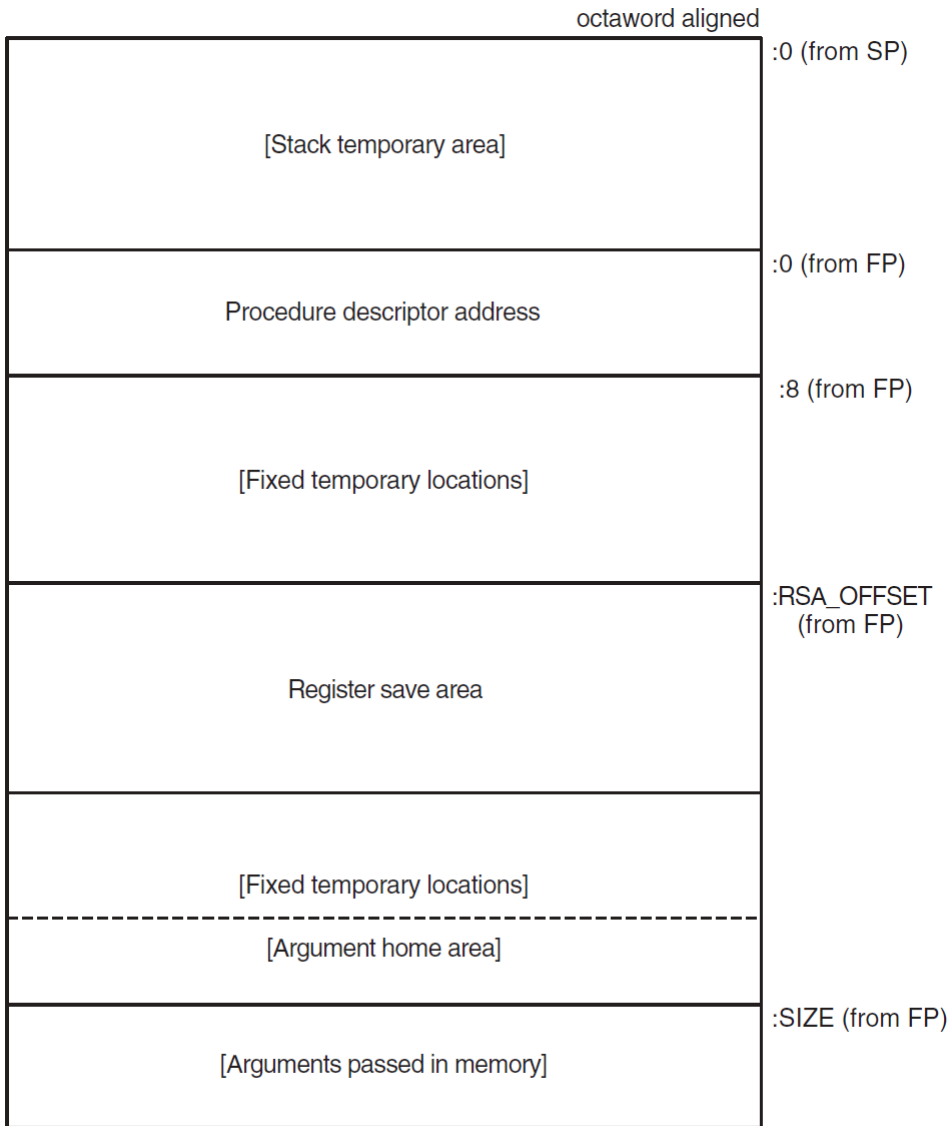 octaword aligned
:0 (from SP)
[Stack temporary area]
:0 (from FP)
Procedure descriptor address
:8 (from FP)
[Fixed temporary locations]
:RSA_OFFSET
(from FP)
Register save area
[Fixed temporary locations]
[Argument home area]
:SIZE (from FP)
[Arguments passed in memory]